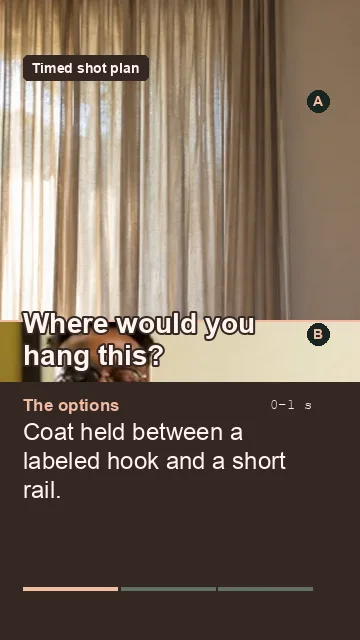 Timed shot plan
A
Where would you
hang this?
B
The options
0–1 s
Coat held between a
labeled hook and a short
rail.